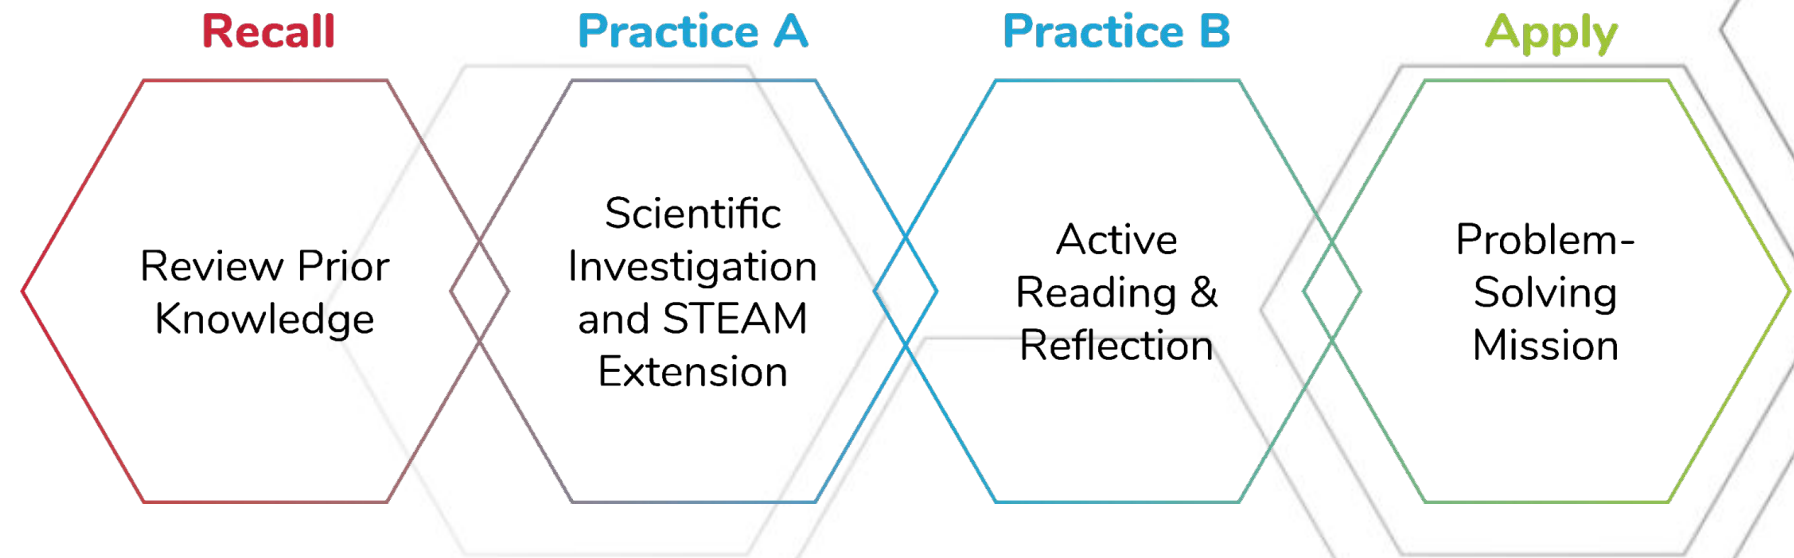 Recall
Practice A
Practice B
Apply
Review Prior
Knowledge
Scientific
Investigation
and STEAM
Extension
Active
Reading &
Reflection
Problem-
Solving
Mission